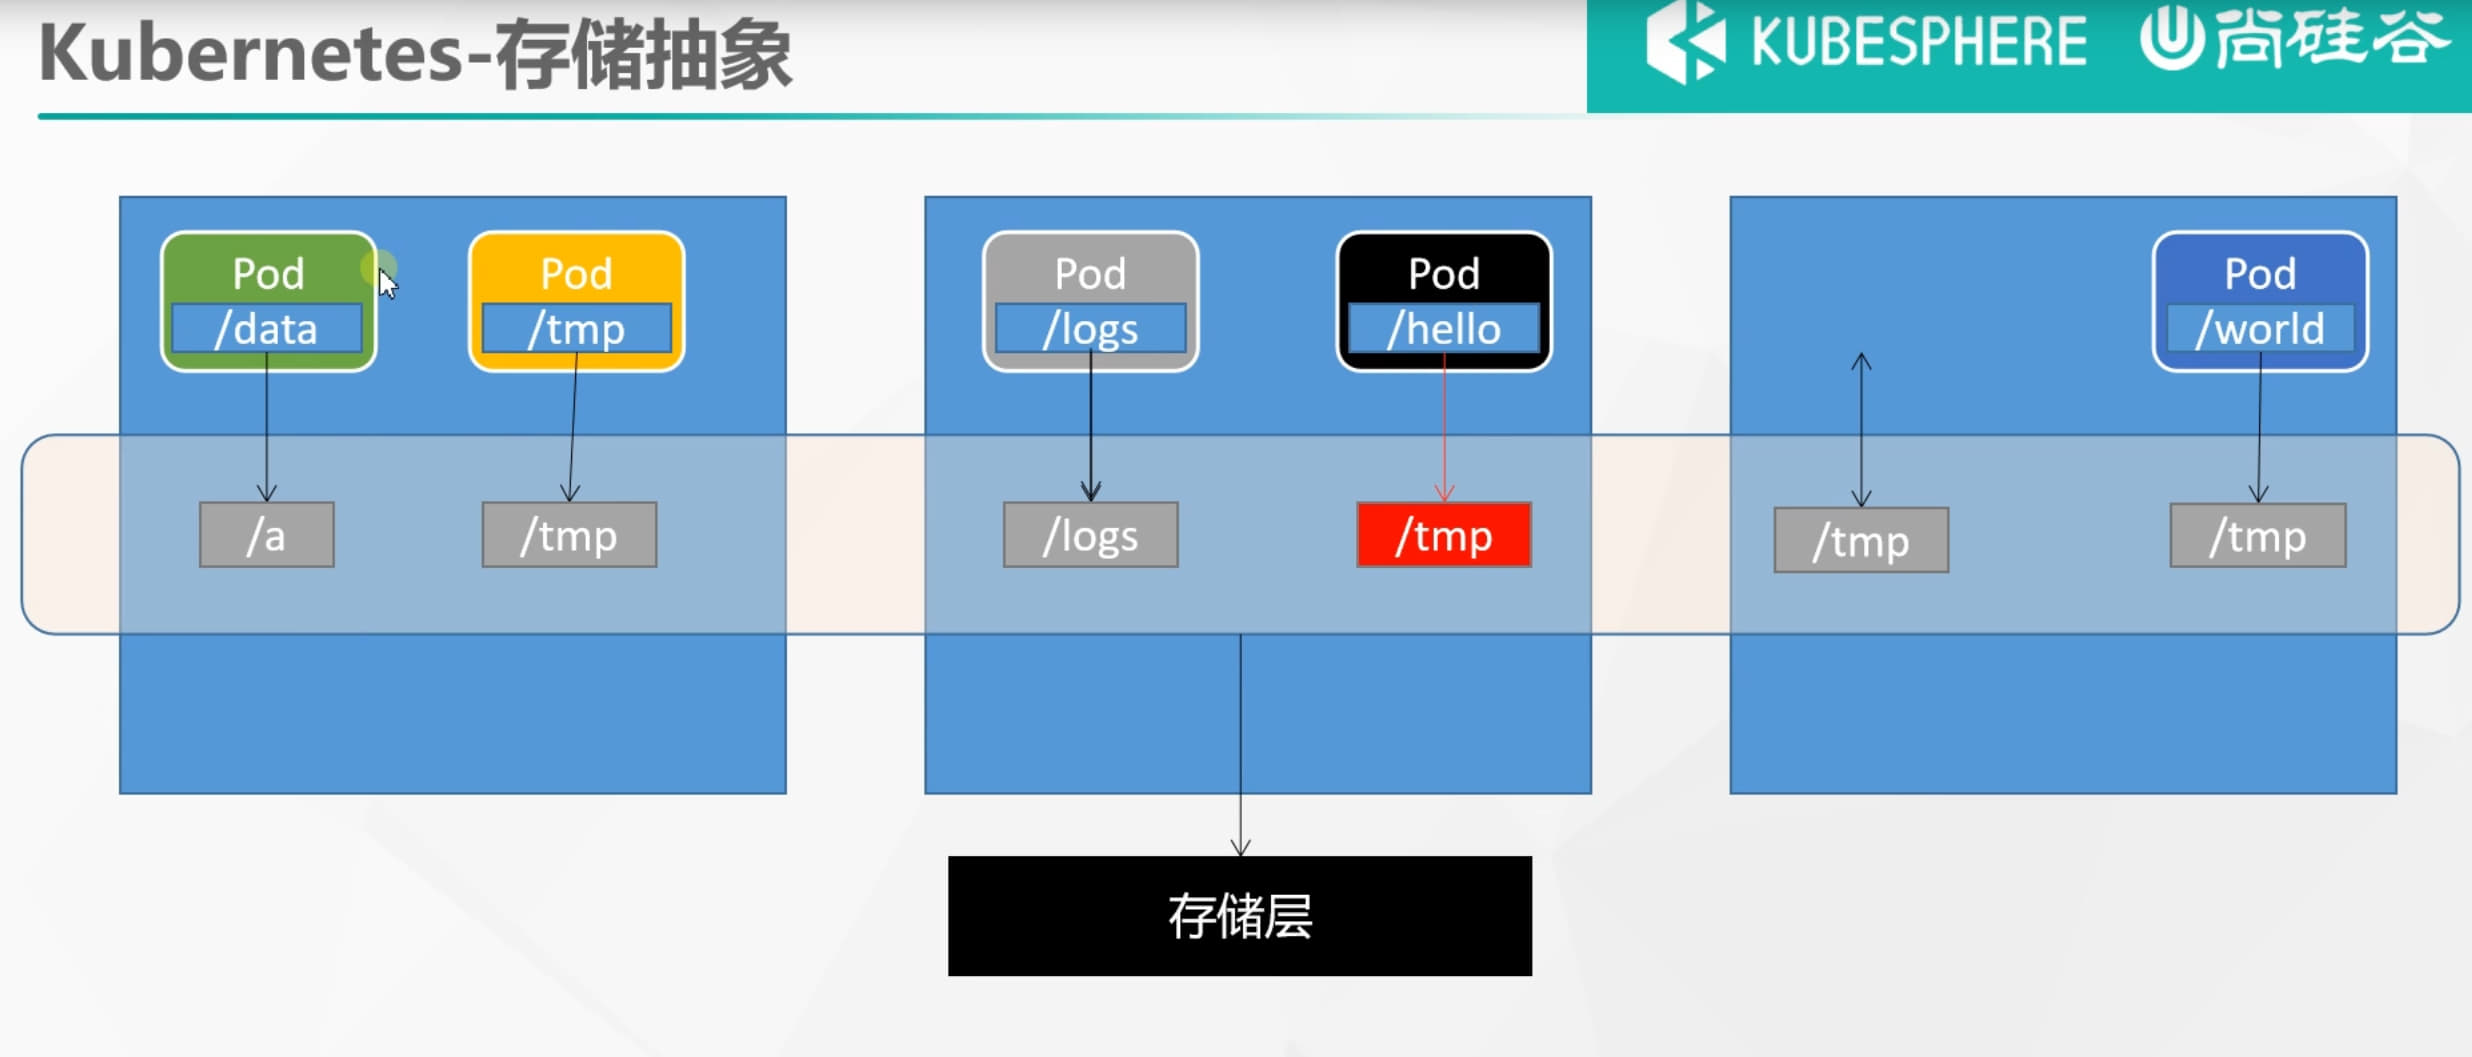 Kubernetes-存储抽象
KUBESPHERE
尚硅谷
Pod
/data
Pod
/tmp
Pod
/logs
Pod
/hello
Pod
/world
/a
/tmp
/logs
/tmp
/tmp
/tmp
存储层